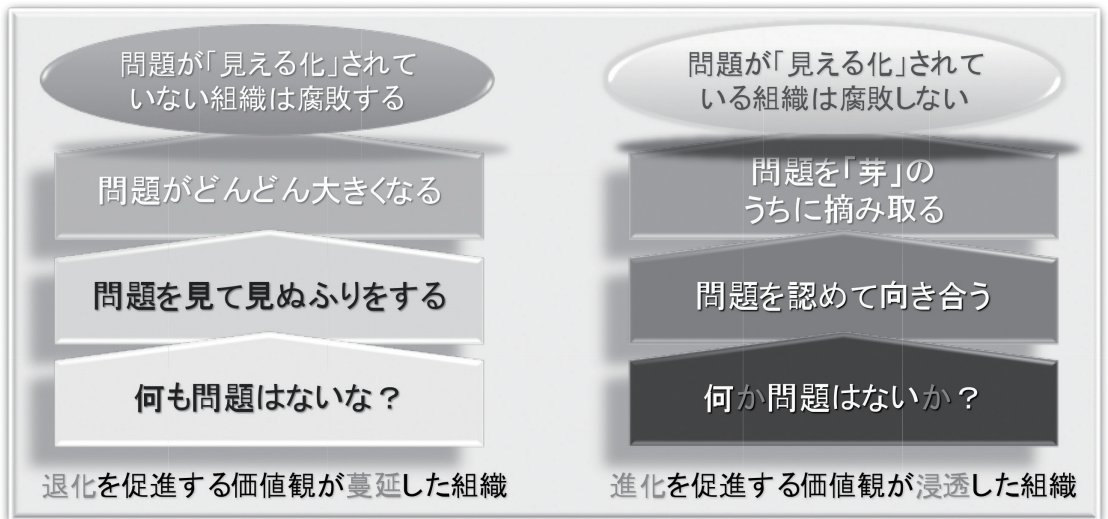 問題が「見える化」されて
いない組織は腐敗する
問題がどんどん大きくなる
問題を見て見ぬふりをする
何も問題はないな？
退化を促進する価値観が蔓延した組織
問題が「見える化」されて
いる組織は腐敗しない
問題を「芽」の
うちに摘み取る
問題を認めて向き合う
何か問題はないか？
進化を促進する価値観が浸透した組織